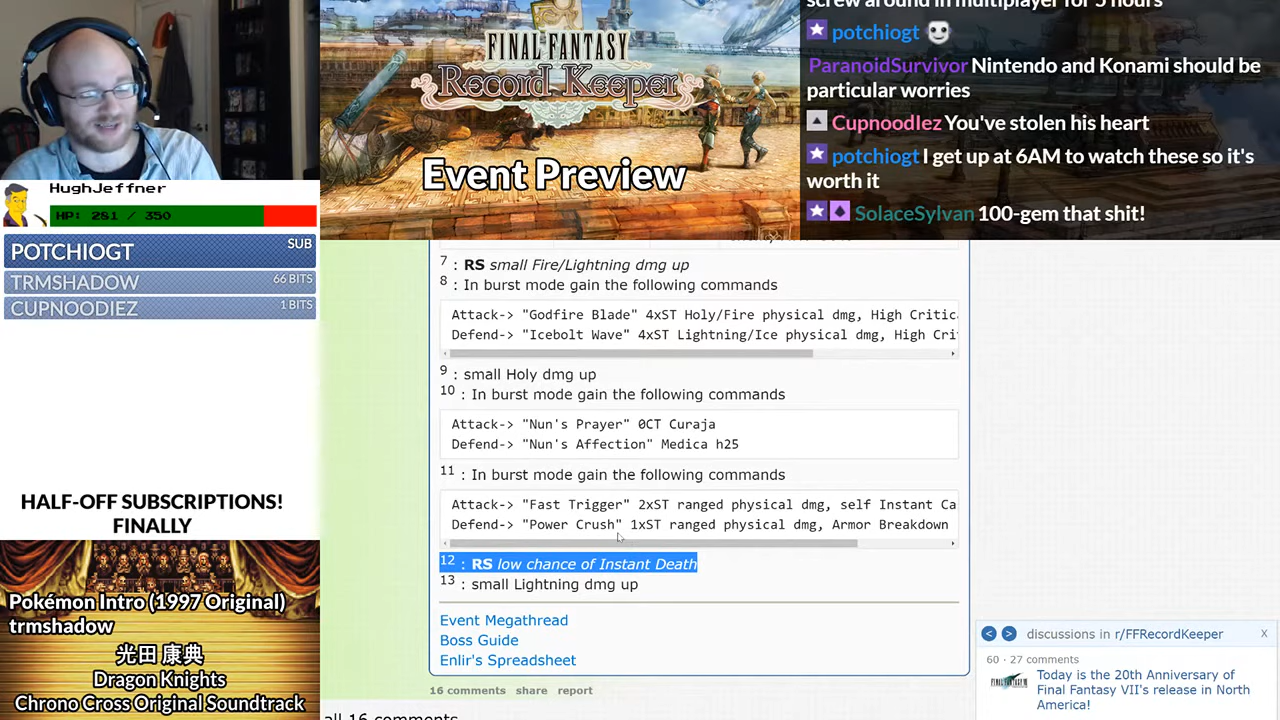 screw around in multiplayer for 5 hours
potchiogt
ParanoidSurvivor Nintendo and Konami should be
particular worries
Cupnoodlez You've stolen his heart
potchiogt I get up at 6AM to watch these so it's
worth it
SolaceSylvan 100-gem that shit!
FINAL FANTASY
Record Keeper
Event Preview
HughJeffner
HP: 281 / 350
POTCHIOGT SUB
TRMSHADOW 66 BITS
CUPNOODIEZ 1 BITS
7 : RS small Fire/Lightning dmg up
8 : In burst mode gain the following commands
Attack-> "Godfire Blade" 4xST Holy/Fire physical dmg, High Critic
Defend-> "Icebolt Wave" 4xST Lightning/Ice physical dmg, High Cri
9 : small Holy dmg up
10 : In burst mode gain the following commands
Attack-> "Nun's Prayer" 0CT Curaja
Defend-> "Nun's Affection" Medica h25
11 : In burst mode gain the following commands
Attack-> "Fast Trigger" 2xST ranged physical dmg, self Instant Ca
Defend-> "Power Crush" 1xST ranged physical dmg, Armor Breakdown
12 : RS low chance of Instant Death
13 : small Lightning dmg up
Event Megathread
Boss Guide
Enlir's Spreadsheet
16 comments share report
all 16 comments
HALF-OFF SUBSCRIPTIONS!
FINALLY
Pokémon Intro (1997 Original)
trmshadow
光田 康典
Dragon Knights
Chrono Cross Original Soundtrack
discussions in r/FFRecordKeeper X
60 · 27 comments
Today is the 20th Anniversary of
Final Fantasy VII's release in North
America!